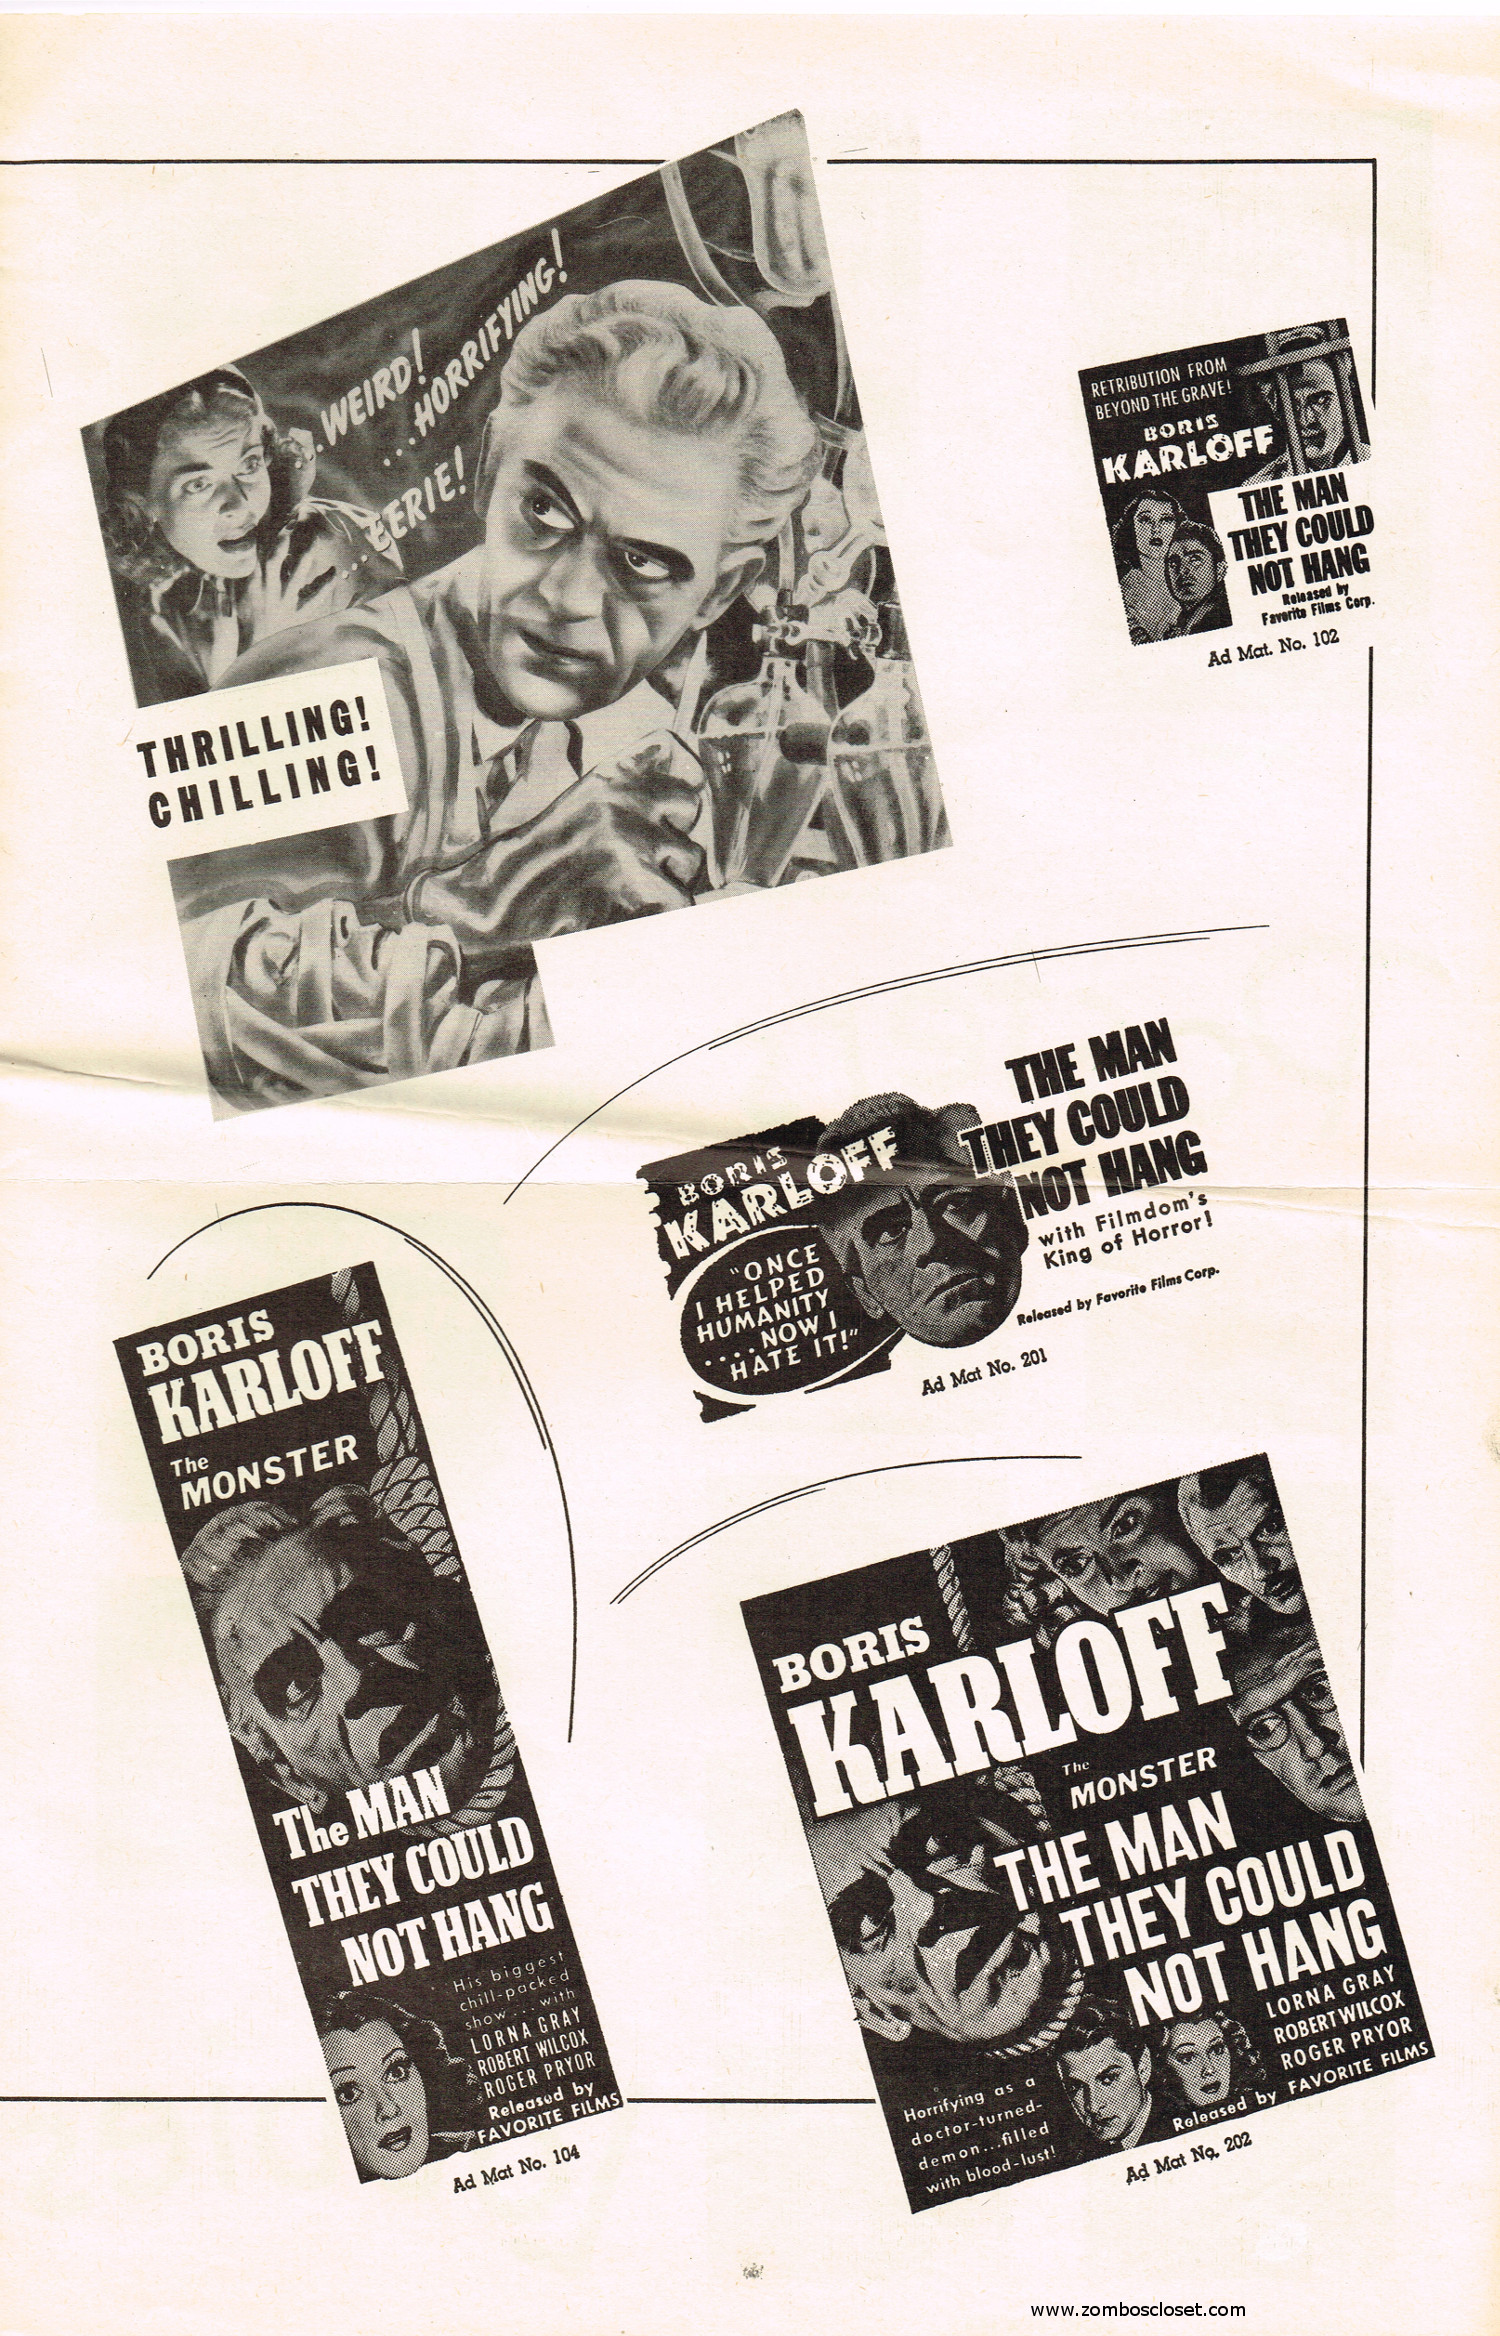 ...WEIRD!
...HORRIFYING!
...EERIE!
THRILLING!
CHILLING!
RETRIBUTION FROM
BEYOND THE GRAVE!
BORIS
KARLOFF
THE MAN
THEY COULD
NOT HANG
Released by
Favorite Films Corp.
Ad Mat. No. 102
BORIS
KARLOFF
"ONCE
I HELPED
HUMANITY
....NOW I
HATE IT!"
THE MAN
THEY COULD
NOT HANG
with Filmdom's
King of Horror!
Released by Favorite Films Corp.
Ad Mat No. 201
BORIS
KARLOFF
The
MONSTER
The MAN
THEY COULD
NOT HANG
His biggest
chill-packed
show...with
LORNA GRAY
ROBERT WILCOX
ROGER PRYOR
Released by
FAVORITE FILMS
Ad Mat No. 104
BORIS
KARLOFF
The
MONSTER
THE MAN
THEY COULD
NOT HANG
LORNA GRAY
ROBERT WILCOX
ROGER PRYOR
Released by FAVORITE FILMS
Horrifying as a
doctor-turned-
demon...filled
with blood-lust!
Ad Mat No. 202
www.zomboscloset.com